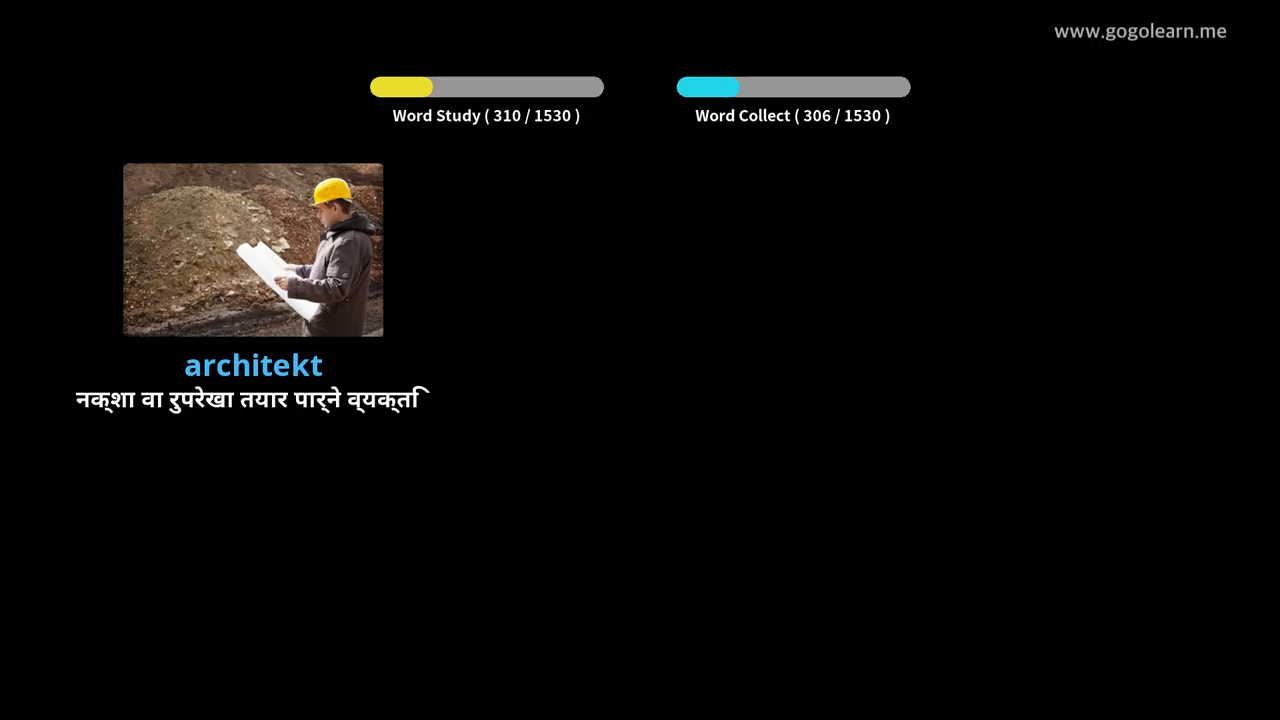 www.gogolearn.me
Word Study ( 310 / 1530 )
Word Collect ( 306 / 1530 )
architekt
नक्शा वा रुपरेखा तयार पार्ने व्यक्ति